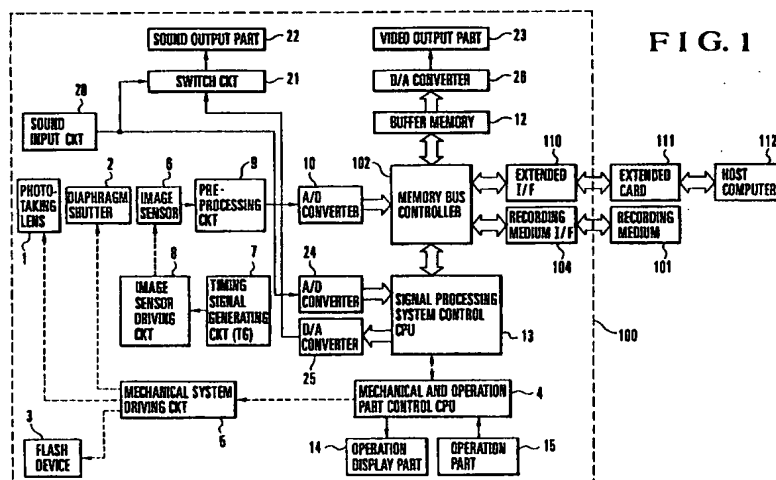 FIG. 1
SOUND OUTPUT PART
22
VIDEO OUTPUT PART
23
SWITCH CKT
21
D/A CONVERTER
26
20
SOUND
INPUT CKT
BUFFER MEMORY
12
PHOTO-
TAKING
LENS
1
2
DIAPHRAGM
SHUTTER
6
IMAGE
SENSOR
9
PRE-
PROCESSING
CKT
10
A/D
CONVERTER
102
MEMORY BUS
CONTROLLER
110
EXTENDED
I/F
111
EXTENDED
CARD
112
HOST
COMPUTER
RECORDING
MEDIUM I/F
104
RECORDING
MEDIUM
101
8
IMAGE
SENSOR
DRIVING
CKT
7
TIMING
SIGNAL
GENERATING
CKT (TG)
24
A/D
CONVERTER
D/A
CONVERTER
25
SIGNAL PROCESSING
SYSTEM CONTROL
CPU
13
100
MECHANICAL SYSTEM
DRIVING CKT
5
MECHANICAL AND OPERATION
PART CONTROL CPU
4
3
FLASH
DEVICE
14
OPERATION
DISPLAY PART
OPERATION
PART
15